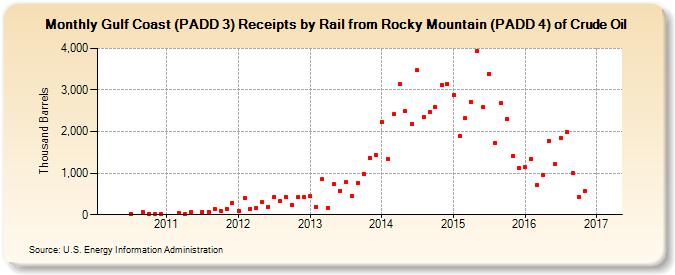 Monthly Gulf Coast (PADD 3) Receipts by Rail from Rocky Mountain (PADD 4) of Crude Oil
Thousand Barrels
4,000
3,000
2,000
1,000
0
2011 2012 2013 2014 2015 2016 2017
Source: U.S. Energy Information Administration